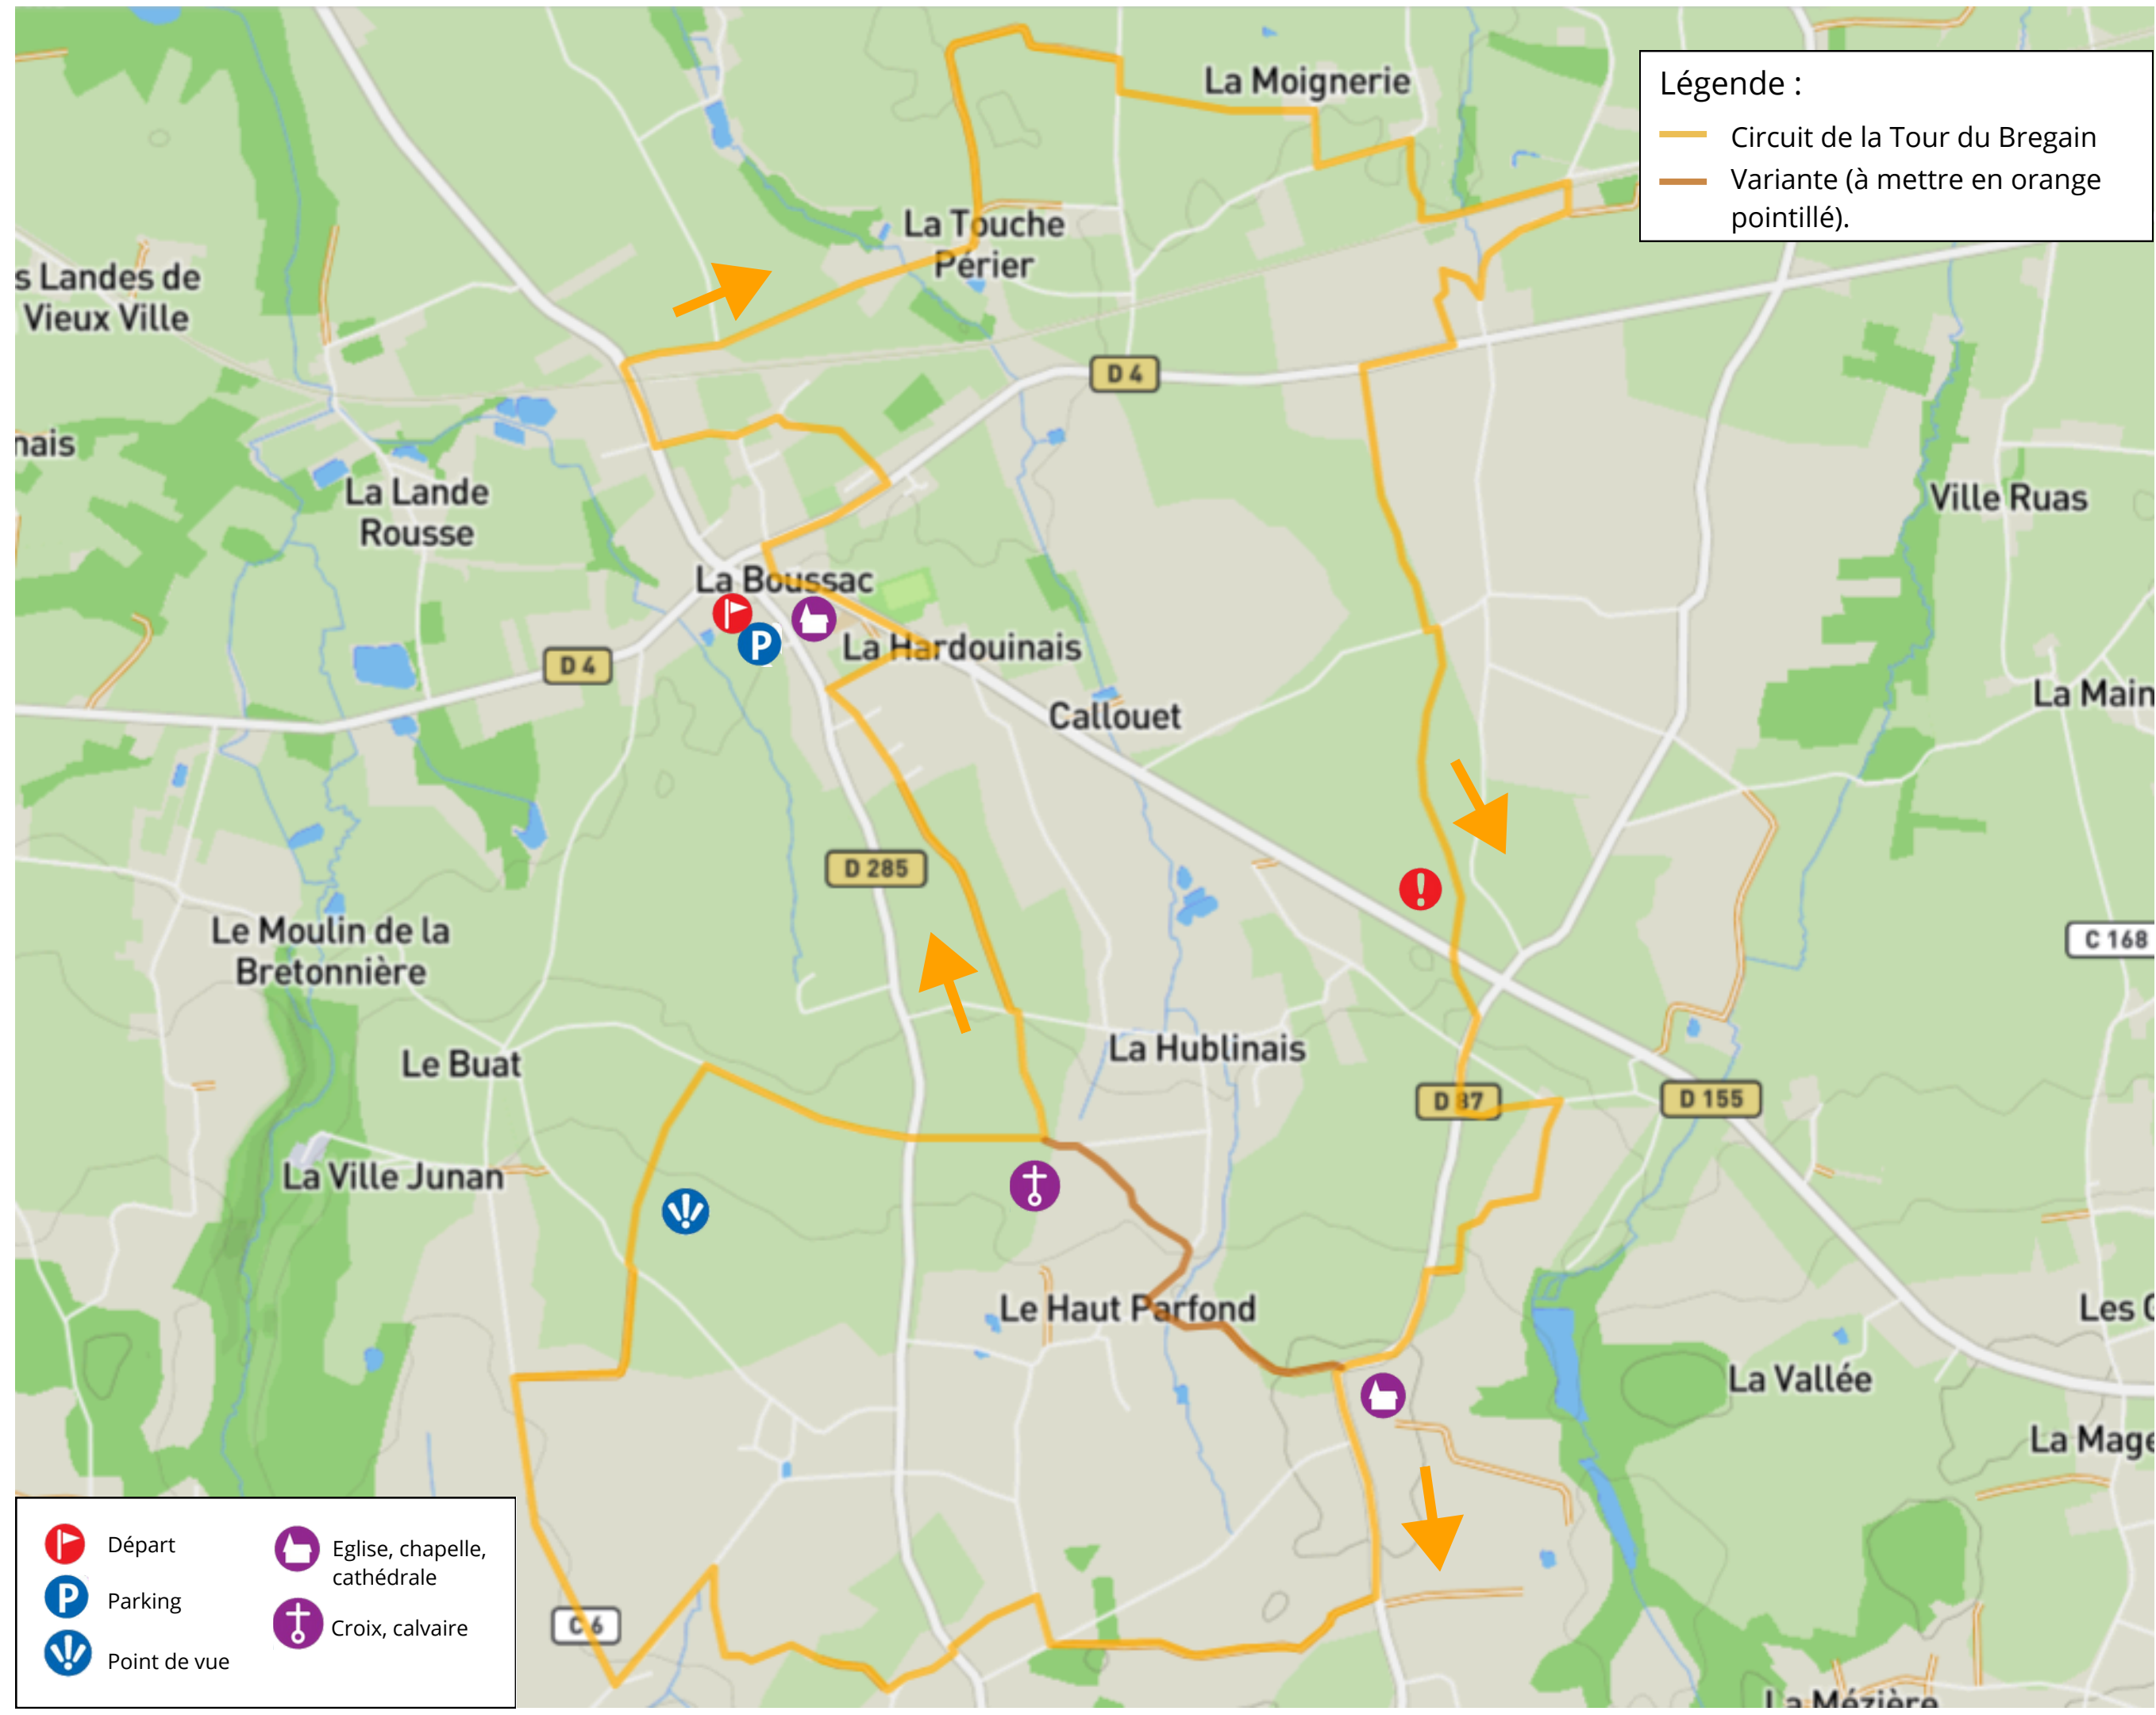 La Moignerie
Légende :
Circuit de la Tour du Bregain
Variante (à mettre en orange
pointillé).
La Touche
Périer
s Landes de
Vieux Ville
D 4
nais
La Lande
Rousse
Ville Ruas
La Boussac
P
La Hardouinais
D 4
La Main
Callouet
D 285
Le Moulin de la
Bretonnière
C 168
La Hublinais
Le Buat
D 87
D 155
La Ville Junan
Le Haut Parfond
Les
La Vallée
La Mage
Départ
Eglise, chapelle,
cathédrale
P
Parking
Croix, calvaire
Point de vue
C 6
La Mézière